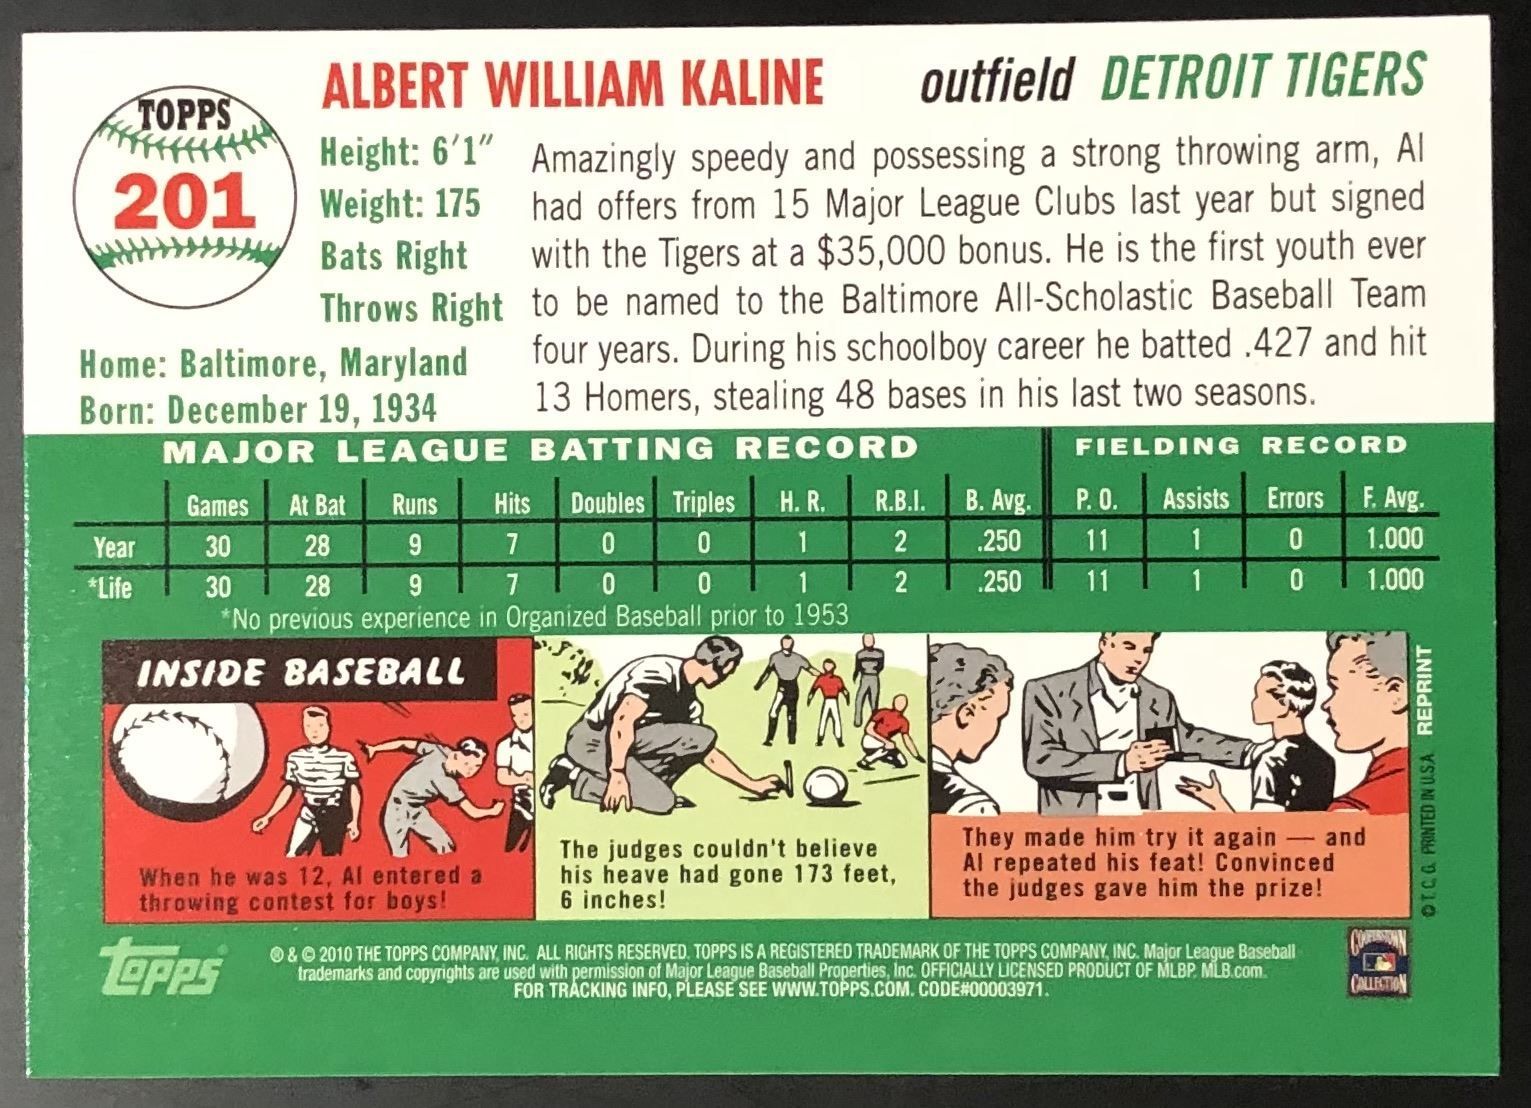 TOPPS
201
ALBERT WILLIAM KALINE outfield DETROIT TIGERS
Height: 6'1"
Weight: 175
Bats Right
Throws Right
Home: Baltimore, Maryland
Born: December 19, 1934
Amazingly speedy and possessing a strong throwing arm, Al
had offers from 15 Major League Clubs last year but signed
with the Tigers at a $35,000 bonus. He is the first youth ever
to be named to the Baltimore All-Scholastic Baseball Team
four years. During his schoolboy career he batted .427 and hit
13 Homers, stealing 48 bases in his last two seasons.
MAJOR LEAGUE BATTING RECORD FIELDING RECORD
Games At Bat Runs Hits Doubles Triples H. R. R.B.I. B. Avg. P. O. Assists Errors F. Avg.
Year 30 28 9 7 0 0 1 2 .250 11 1 0 1.000
*Life 30 28 9 7 0 0 1 2 .250 11 1 0 1.000
*No previous experience in Organized Baseball prior to 1953
INSIDE BASEBALL
When he was 12, Al entered a
throwing contest for boys!
The judges couldn't believe
his heave had gone 173 feet,
6 inches!
They made him try it again — and
Al repeated his feat! Convinced
the judges gave him the prize!
© T.C.G. PRINTED IN U.S.A. REPRINT
TOPPS
® & © 2010 THE TOPPS COMPANY, INC. ALL RIGHTS RESERVED. TOPPS IS A REGISTERED TRADEMARK OF THE TOPPS COMPANY, INC. Major League Baseball
trademarks and copyrights are used with permission of Major League Baseball Properties, Inc. OFFICIALLY LICENSED PRODUCT OF MLBP. MLB.com.
FOR TRACKING INFO, PLEASE SEE WWW.TOPPS.COM. CODE#00003971.
COOPERSTOWN
COLLECTION